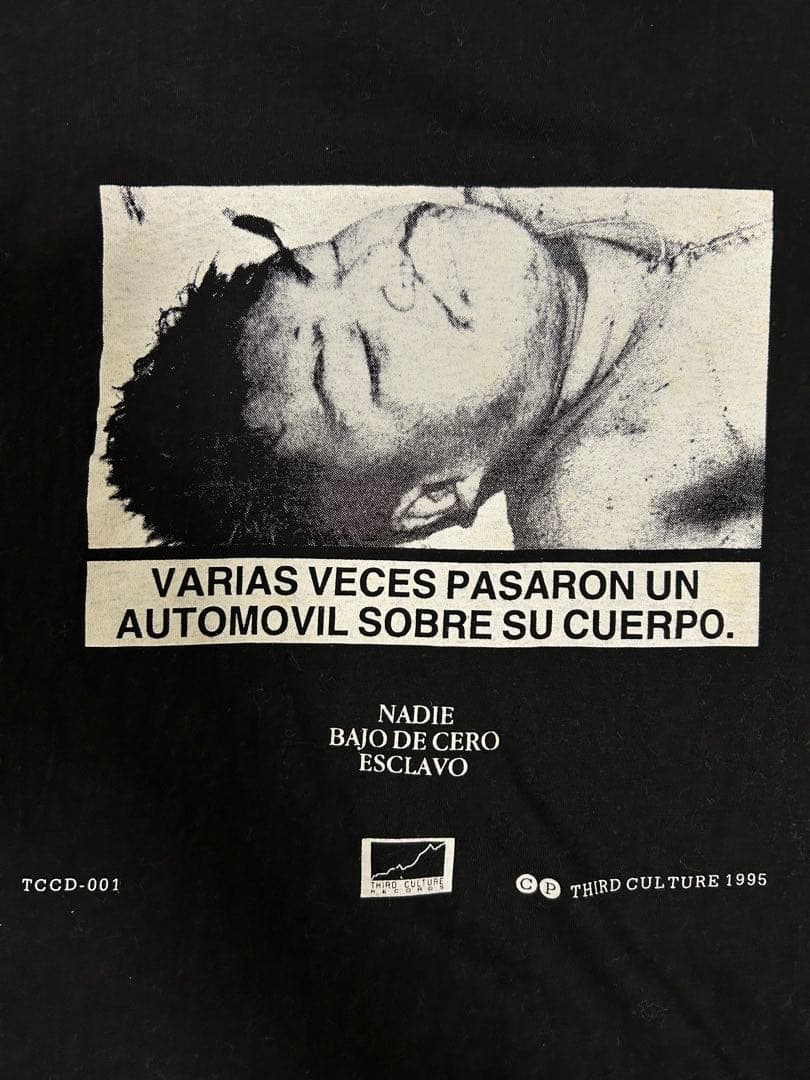 VARIAS VECES PASARON UN
AUTOMOVIL SOBRE SU CUERPO.
NADIE
BAJO DE CERO
ESCLAVO
TCCD-001
THIRD CULTURE
RECORDS
Ⓒ Ⓟ THIRD CULTURE 1995